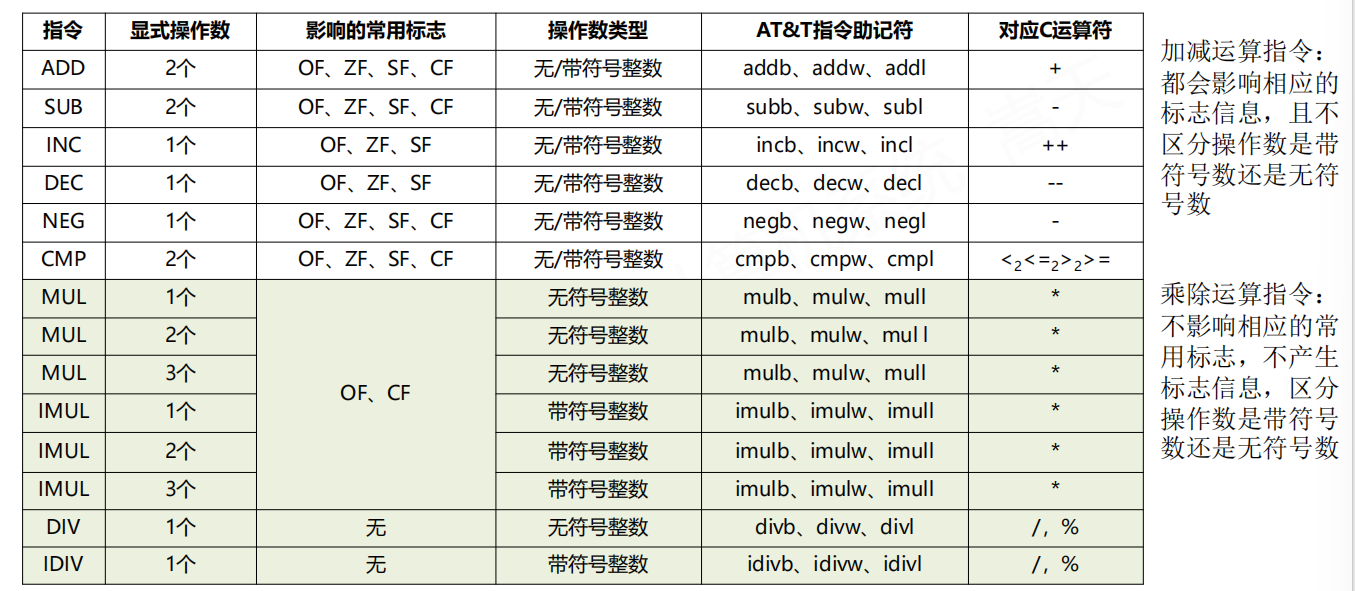 指令 显式操作数 影响的常用标志 操作数类型 AT&T指令助记符 对应C运算符
ADD 2个 OF、ZF、SF、CF 无/带符号整数 addb、addw、addl +
SUB 2个 OF、ZF、SF、CF 无/带符号整数 subb、subw、subl -
INC 1个 OF、ZF、SF 无/带符号整数 incb、incw、incl ++
DEC 1个 OF、ZF、SF 无/带符号整数 decb、decw、decl --
NEG 1个 OF、ZF、SF、CF 无/带符号整数 negb、negw、negl -
CMP 2个 OF、ZF、SF、CF 无/带符号整数 cmpb、cmpw、cmpl <₂<=₂>₂>=
MUL 1个 无符号整数 mulb、mulw、mull *
MUL 2个 无符号整数 mulb、mulw、mul l *
MUL 3个 无符号整数 mulb、mulw、mull *
OF、CF
IMUL 1个 带符号整数 imulb、imulw、imull *
IMUL 2个 带符号整数 imulb、imulw、imull *
IMUL 3个 带符号整数 imulb、imulw、imull *
DIV 1个 无 无符号整数 divb、divw、divl /，%
IDIV 1个 无 带符号整数 idivb、idivw、idivl /，%
加减运算指令：
都会影响相应的
标志信息，且不
区分操作数是带
符号数还是无符
号数
乘除运算指令：
不影响相应的常
用标志，不产生
标志信息，区分
操作数是带符号
数还是无符号数